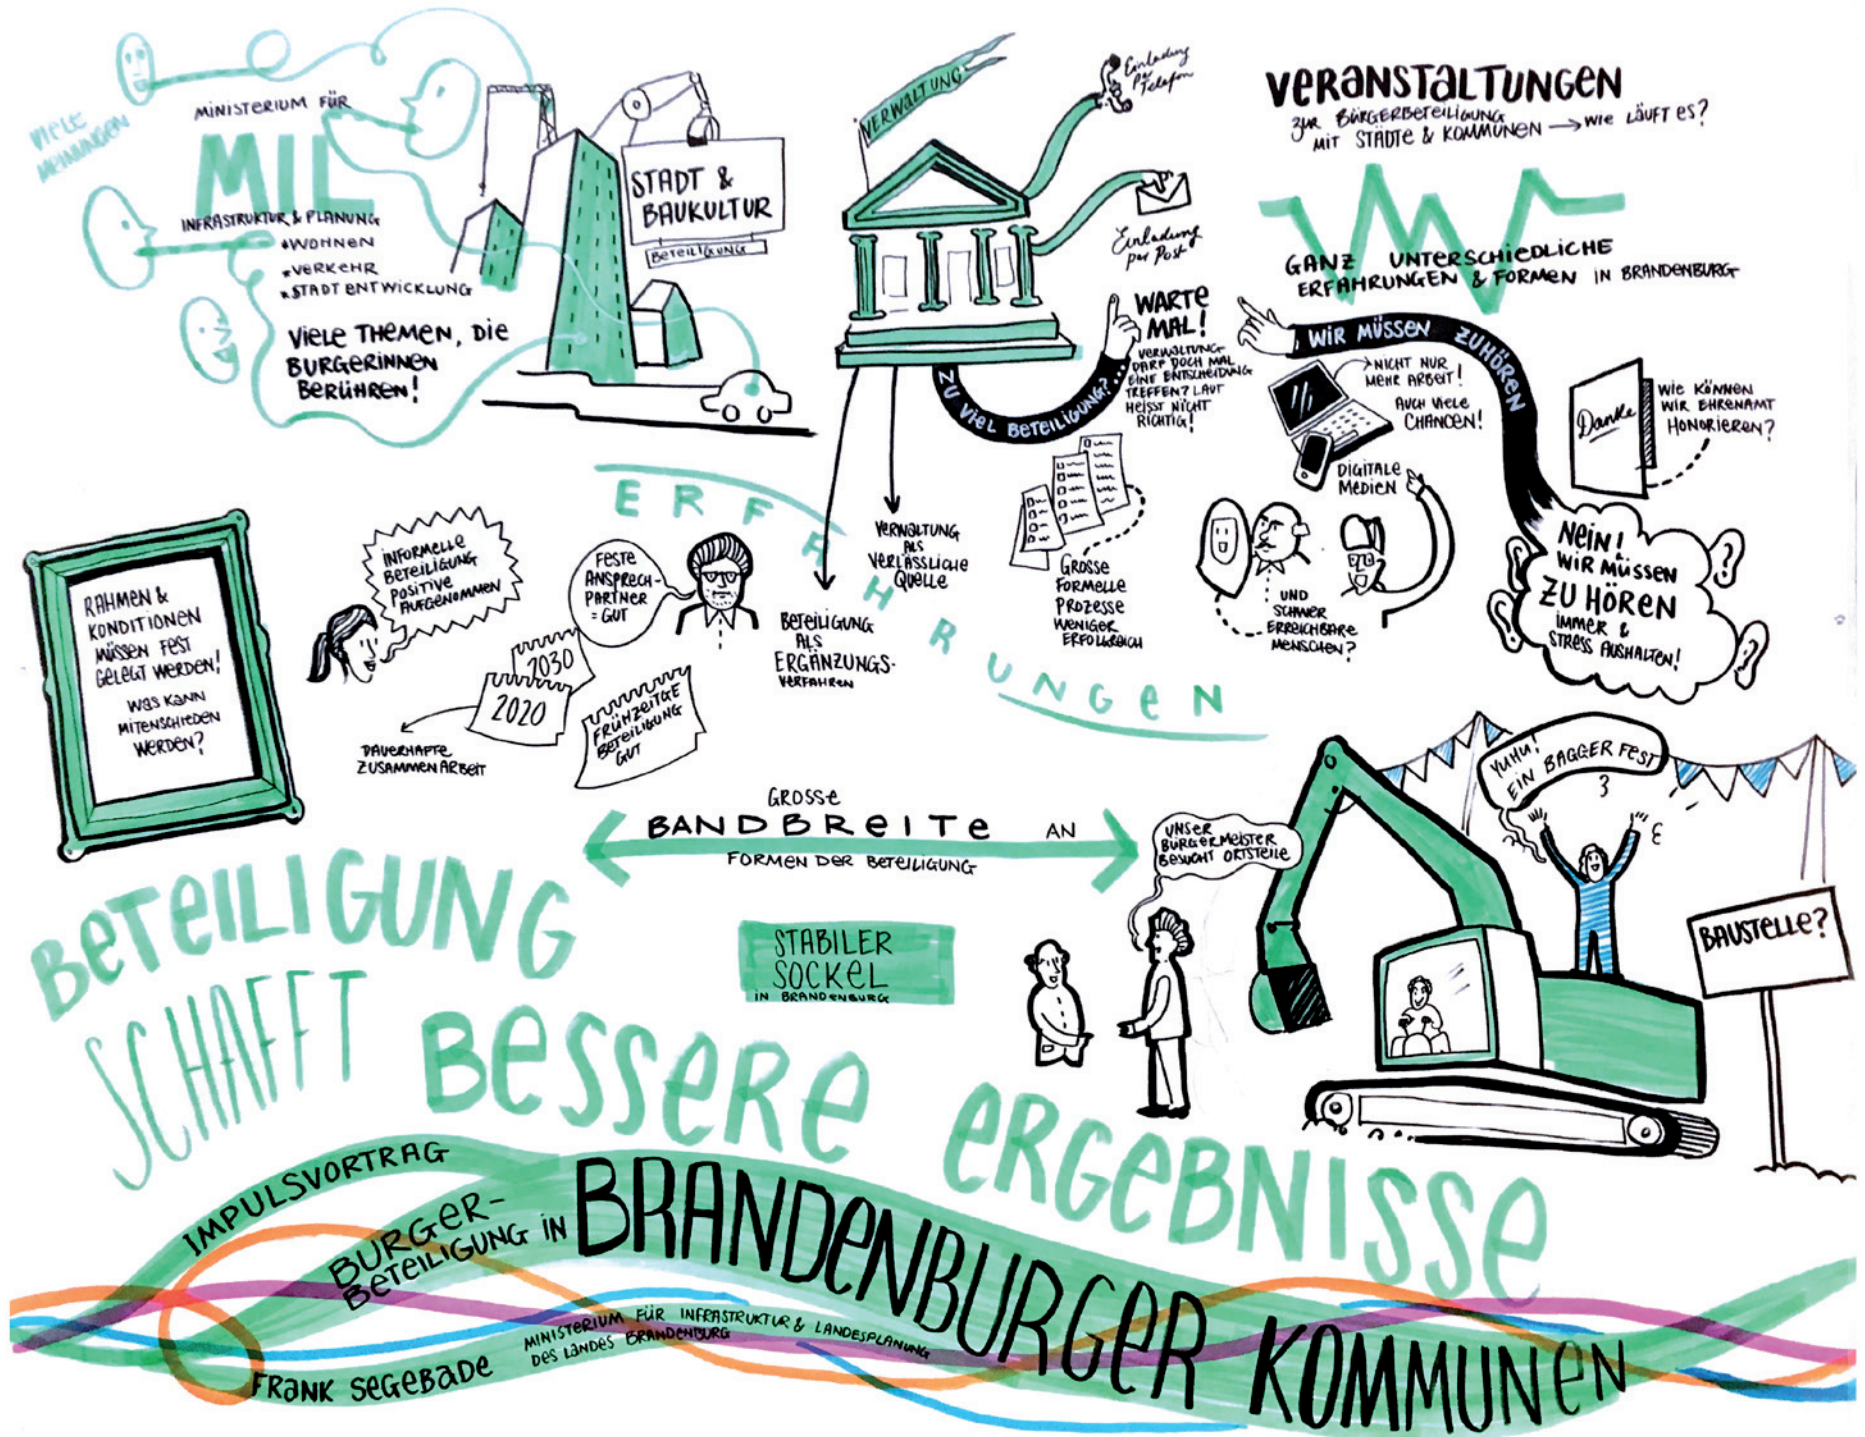 VIELE
MEINUNGEN
MINISTERIUM FÜR
MIL
INFRASTRUKTUR & PLANUNG
*WOHNEN
*VERKEHR
*STADTENTWICKLUNG
VIELE THEMEN, DIE
BÜRGERINNEN
BERÜHREN!
STADT &
BAUKULTUR
BETEILIGUNG
VERWALTUNG
Einladung
per
Telefon
Einladung
per Post
VERANSTALTUNGEN
ZUR BÜRGERBETEILIGUNG
MIT STÄDTE & KOMMUNEN → WIE LÄUFT ES?
GANZ UNTERSCHIEDLICHE
ERFAHRUNGEN & FORMEN IN BRANDENBURG
ZU VIEL BETEILIGUNG?...
WARTE
MAL!
VERWALTUNG
DARF DOCH MAL
EINE ENTSCHEIDUNG
TREFFEN? LAUT
HEISST NICHT
RICHTIG!
WIR MÜSSEN ZUHÖREN
NICHT NUR
MEHR ARBEIT!
AUCH VIELE
CHANCEN!
DIGITALE
MEDIEN
Danke
WIE KÖNNEN
WIR EHRENAMT
HONORIEREN?
NEIN!
WIR MÜSSEN
ZU HÖREN
IMMER &
STRESS AUSHALTEN!
UND
SCHWER
ERREICHBARE
MENSCHEN?
GROSSE
FORMELLE
PROZESSE
WENIGER
ERFOLGREICH
ERFAHRUNGEN
VERWALTUNG
ALS
VERLÄSSLICHE
QUELLE
BETEILIGUNG
ALS
ERGÄNZUNGS-
VERFAHREN
RAHMEN &
KONDITIONEN
MÜSSEN FEST
GELEGT WERDEN!
WAS KANN
MITENSCHIEDEN
WERDEN?
INFORMELLE
BETEILIGUNG
POSITIVE
AUFGENOMMEN
FESTE
ANSPRECH-
PARTNER
= GUT
2030
2020
DAUERHAFTE
ZUSAMMENARBEIT
FRÜHZEITGE
BETEILIGUNG
GUT
GROSSE
BANDBREITE AN
FORMEN DER BETEILIGUNG
STABILER
SOCKEL
IN BRANDENBURG
UNSER
BÜRGERMEISTER
BESUCHT ORTSTEILE
YUHU!
EIN BAGGER FEST
BAUSTELLE?
BETEILIGUNG
SCHAFFT BESSERE ERGEBNISSE
IMPULSVORTRAG
BÜRGER-
BETEILIGUNG IN BRANDENBURGER KOMMUNEN
MINISTERIUM FÜR INFRASTRUKTUR & LANDESPLANUNG
DES LANDES BRANDENBURG
FRANK SEGEBADE